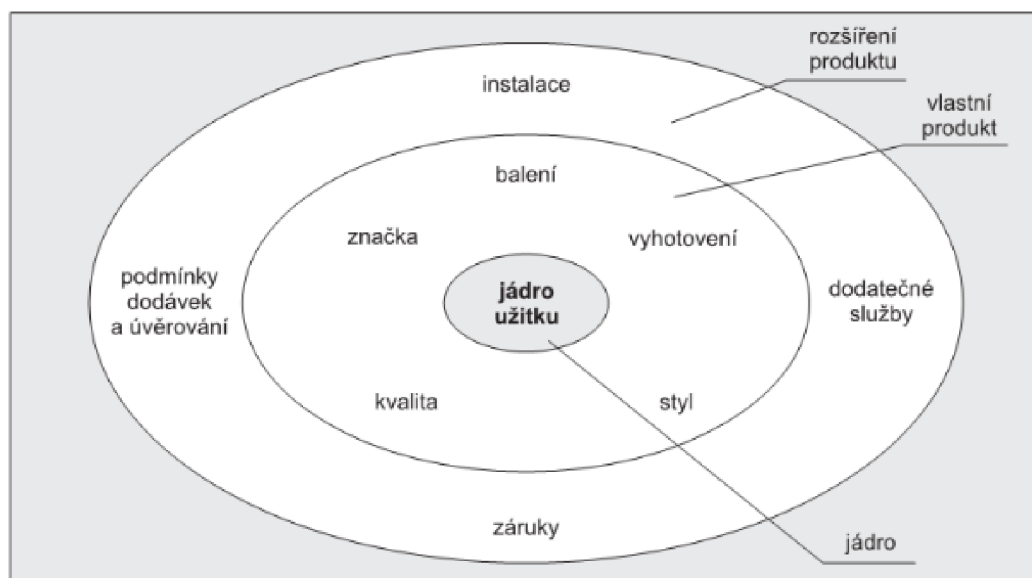 rozšíření
produktu
instalace
vlastní
produkt
balení
značka
vyhotovení
podmínky
dodávek
a úvěrování
jádro
užitku
dodatečné
služby
kvalita
styl
záruky
jádro